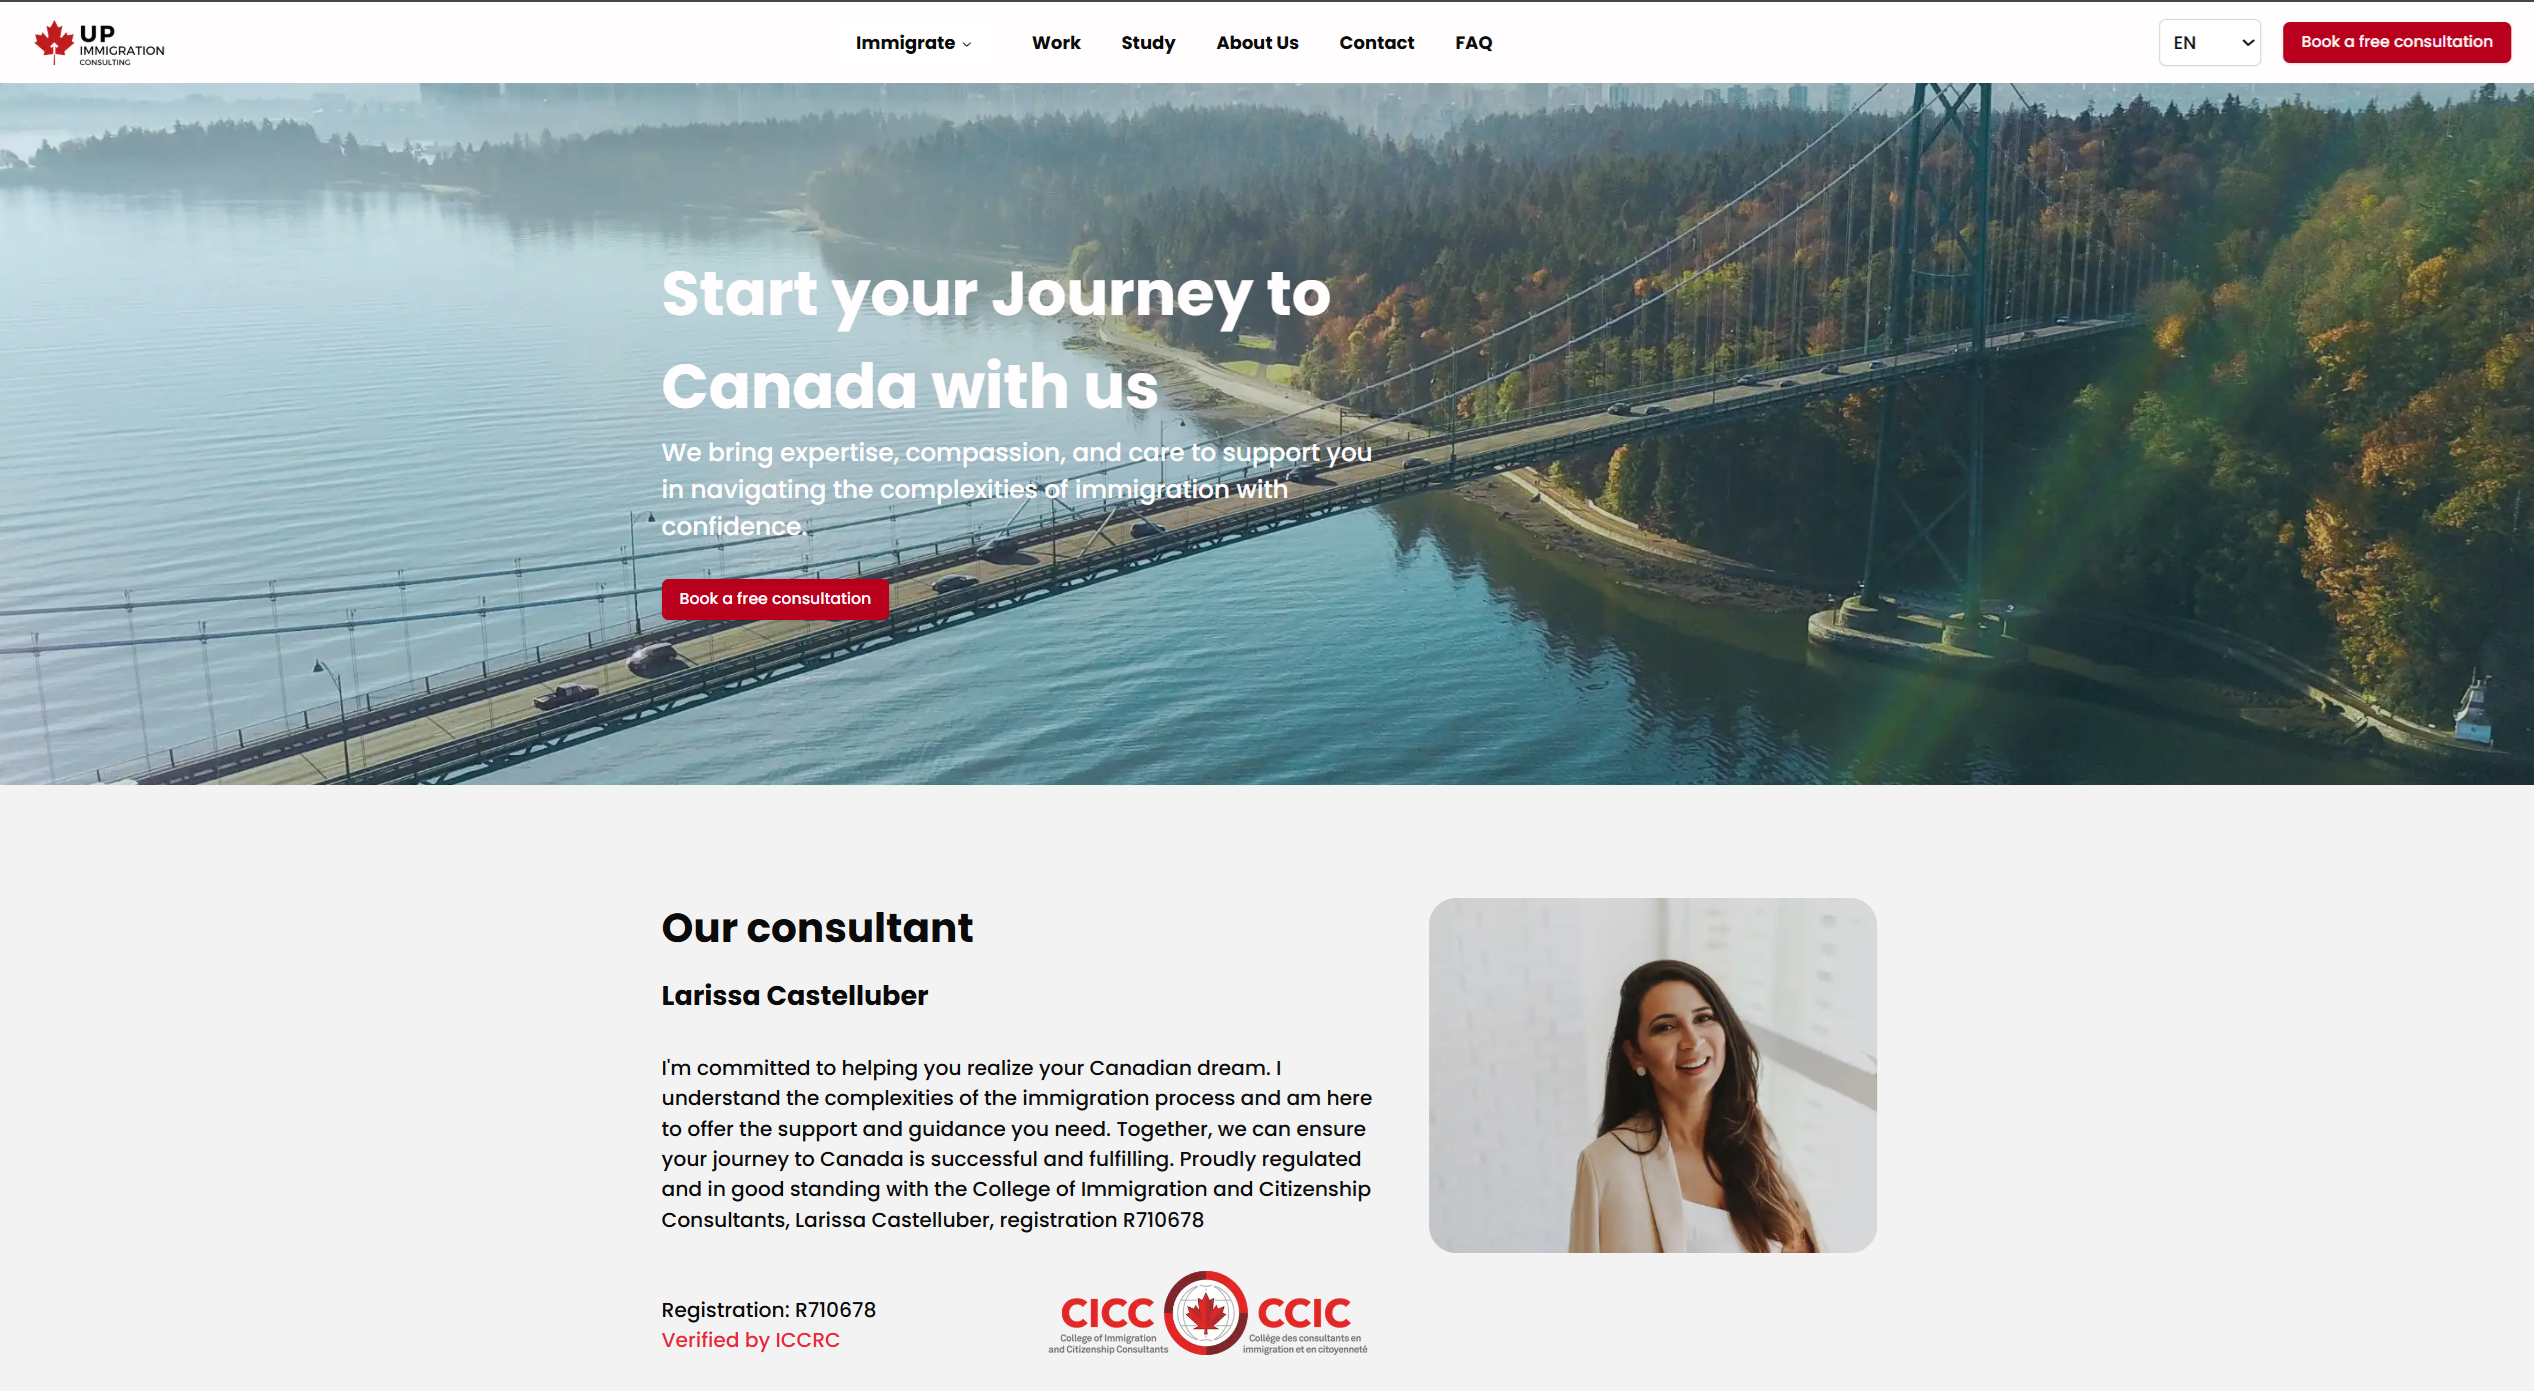 UP
IMMIGRATION
CONSULTING
Immigrate
Work
Study
About Us
Contact
FAQ
EN
Book a free consultation
Start your Journey to
Canada with us
We bring expertise, compassion, and care to support you
in navigating the complexities of immigration with
confidence.
Book a free consultation
Our consultant
Larissa Castelluber
I'm committed to helping you realize your Canadian dream. I
understand the complexities of the immigration process and am here
to offer the support and guidance you need. Together, we can ensure
your journey to Canada is successful and fulfilling. Proudly regulated
and in good standing with the College of Immigration and Citizenship
Consultants, Larissa Castelluber, registration R710678
Registration: R710678
Verified by ICCRC
CICC
College of Immigration
and Citizenship Consultants
CCIC
Collège des consultants en
immigration et en citoyenneté